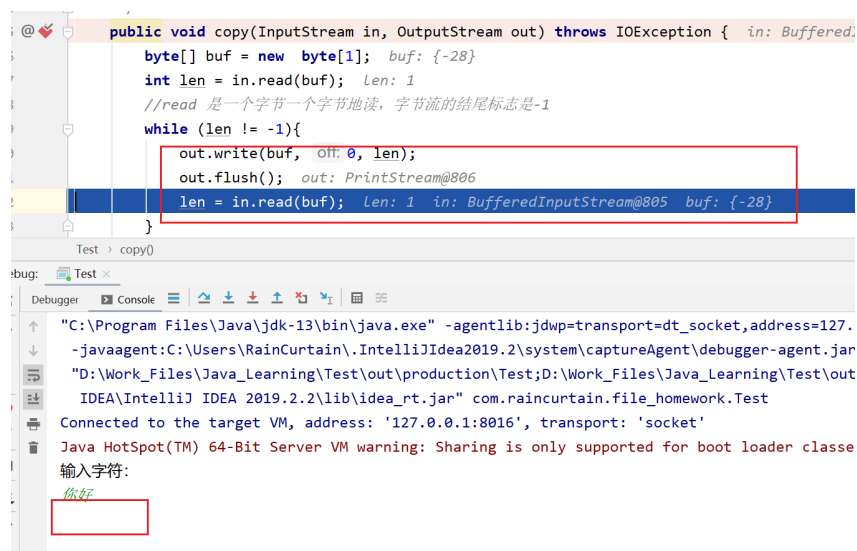 public void copy(InputStream in, OutputStream out) throws IOException {  in: BufferedI
byte[] buf = new  byte[1];  buf: {-28}
int len = in.read(buf);  len: 1
//read 是一个字节一个字节地读，字节流的结尾标志是-1
while (len != -1){
out.write(buf,  off: 0, len);
out.flush();  out: PrintStream@806
len = in.read(buf);  len: 1  in: BufferedInputStream@805  buf: {-28}
}
Test › copy()
ebug:  Test ×
Debugger  Console
"C:\Program Files\Java\jdk-13\bin\java.exe" -agentlib:jdwp=transport=dt_socket,address=127.
-javaagent:C:\Users\RainCurtain\.IntelliJIdea2019.2\system\captureAgent\debugger-agent.jar
"D:\Work_Files\Java_Learning\Test\out\production\Test;D:\Work_Files\Java_Learning\Test\out
IDEA\IntelliJ IDEA 2019.2.2\lib\idea_rt.jar" com.raincurtain.file_homework.Test
Connected to the target VM, address: '127.0.0.1:8016', transport: 'socket'
Java HotSpot(TM) 64-Bit Server VM warning: Sharing is only supported for boot loader classe
输入字符:
你好